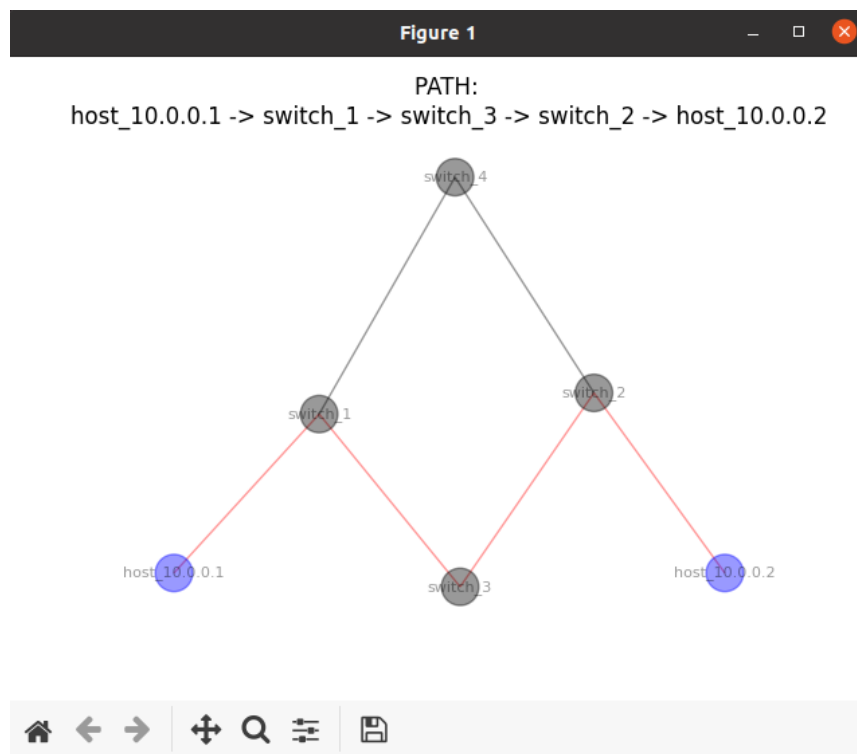 Figure 1
PATH:
host_10.0.0.1 -> switch_1 -> switch_3 -> switch_2 -> host_10.0.0.2
switch_4
switch_2
switch_1
host_10.0.0.1
host_10.0.0.2
switch_3